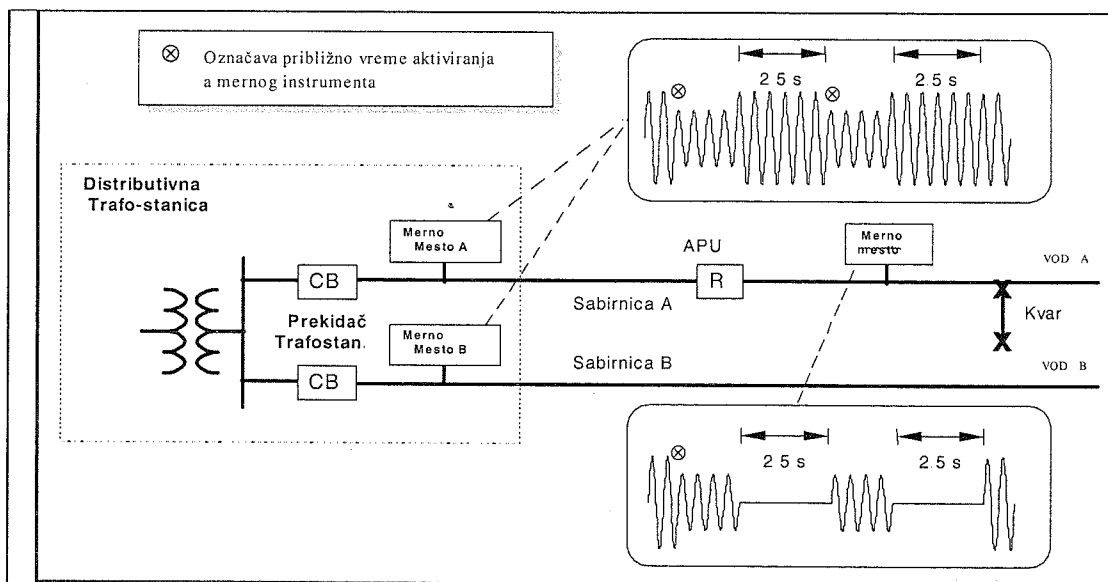 Označava približno vreme aktiviranja
a mernog instrumenta
2 5 s
2.5 s
Distributivna
Trafo-stanica
Merno
Mesto A
APU
Merno
mesto
VOD A
CB
R
Sabirnica A
Kvar
Prekidač
Trafostan.
Merno
Mesto B
Sabirnica B
VOD B
CB
2 5 s
2 5 s